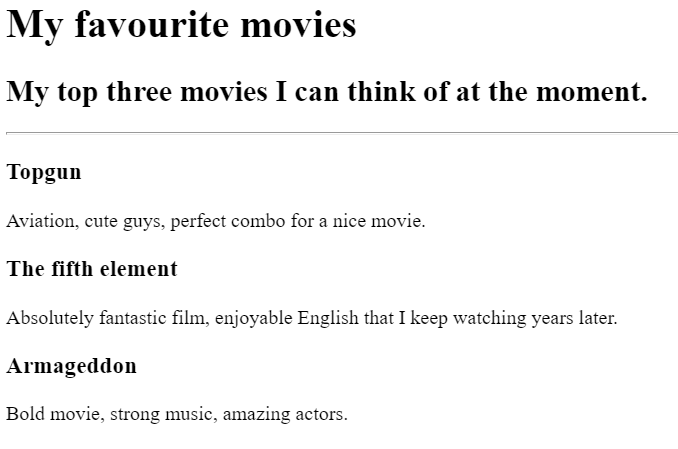 My favourite movies
My top three movies I can think of at the moment.
Topgun
Aviation, cute guys, perfect combo for a nice movie.
The fifth element
Absolutely fantastic film, enjoyable English that I keep watching years later.
Armageddon
Bold movie, strong music, amazing actors.